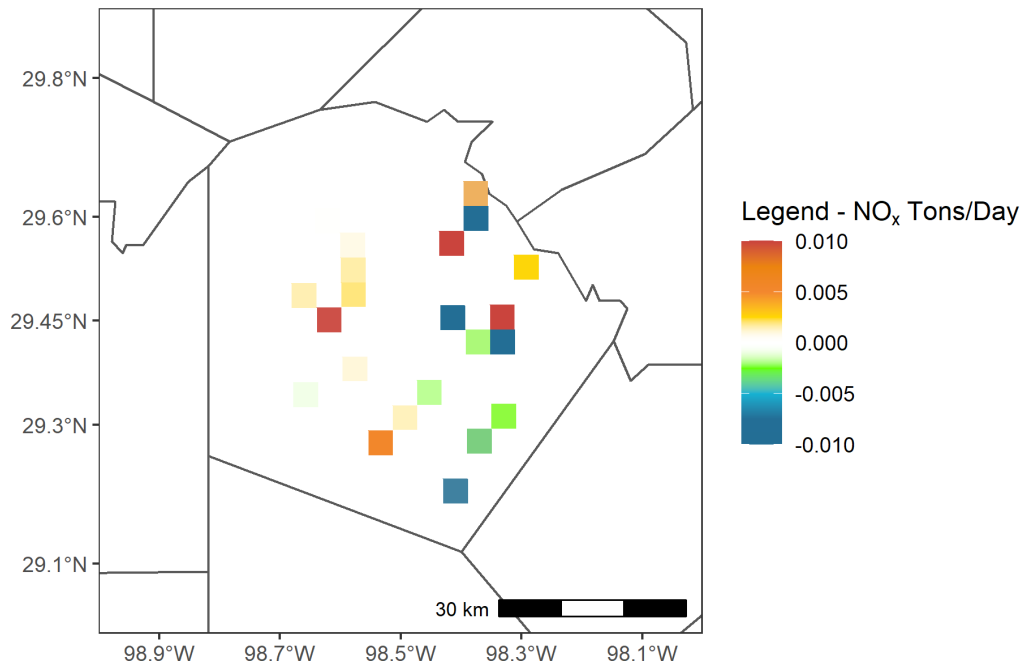 29.8°N
29.6°N
29.45°N
29.3°N
29.1°N
98.9°W
98.7°W
98.5°W
98.3°W
98.1°W
30 km
Legend - NOₓ Tons/Day
0.010
0.005
0.000
-0.005
-0.010